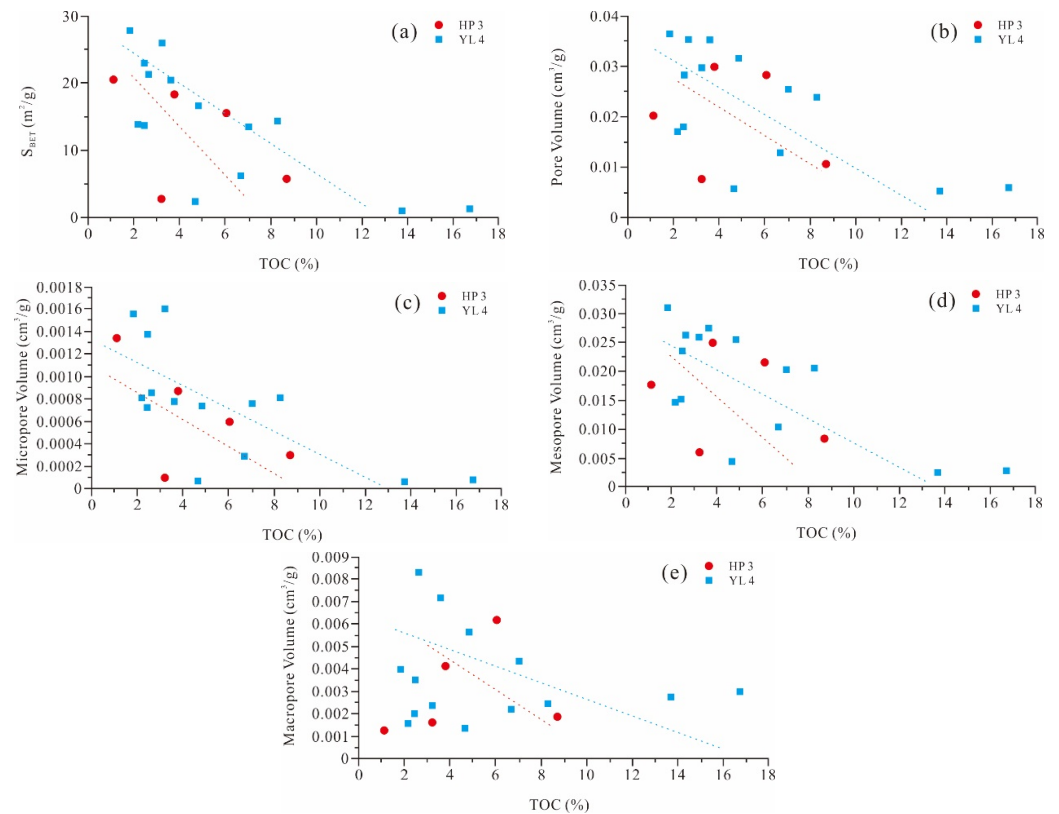 (a)
HP 3
YL 4
S_BET (m²/g)
30
20
10
0
0 2 4 6 8 10 12 14 16 18
TOC (%)
(b)
HP 3
YL 4
Pore Volume (cm³/g)
0.04
0.03
0.02
0.01
0
0 2 4 6 8 10 12 14 16 18
TOC (%)
(c)
HP 3
YL 4
Micropore Volume (cm³/g)
0.0018
0.0016
0.0014
0.0012
0.0010
0.0008
0.0006
0.0004
0.0002
0
0 2 4 6 8 10 12 14 16 18
TOC (%)
(d)
HP 3
YL 4
Mesopore Volume (cm³/g)
0.035
0.030
0.025
0.020
0.015
0.010
0.005
0
0 2 4 6 8 10 12 14 16 18
TOC (%)
(e)
HP 3
YL 4
Macropore Volume (cm³/g)
0.009
0.008
0.007
0.006
0.005
0.004
0.003
0.002
0.001
0
0 2 4 6 8 10 12 14 16 18
TOC (%)